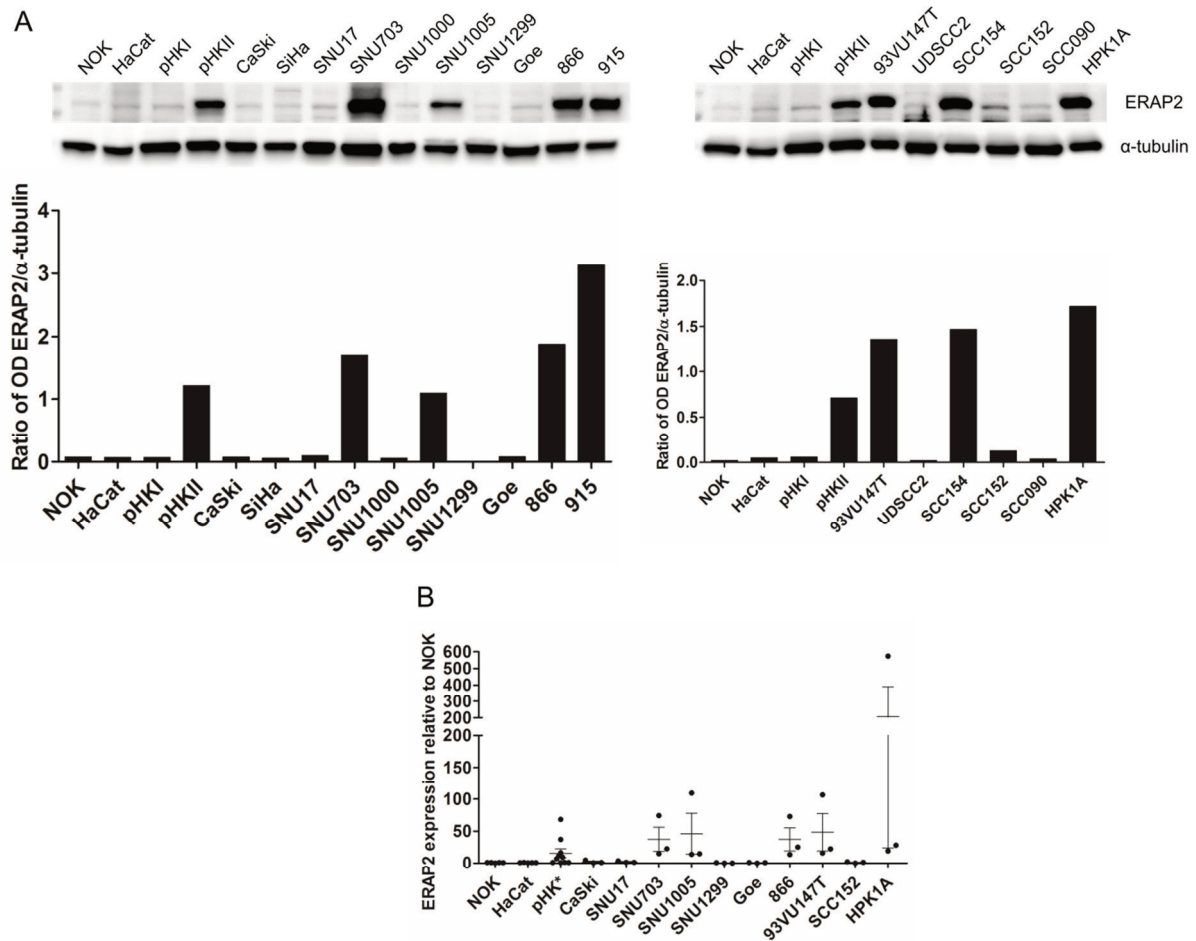 A
NOK HaCat pHKI pHKII CaSki SiHa SNU17 SNU703 SNU1000 SNU1005 SNU1299 Goe 866 915
NOK HaCat pHKI pHKII 93VU147T UDSCC2 SCC154 SCC152 SCC090 HPK1A
ERAP2
α-tubulin
Ratio of OD ERAP2/α-tubulin
4
3
2
1
0
NOK HaCat pHKI pHKII CaSki SiHa SNU17 SNU703 SNU1000 SNU1005 SNU1299 Goe 866 915
Ratio of OD ERAP2/α-tubulin
2.0
1.5
1.0
0.5
0.0
NOK HaCat pHKI pHKII 93VU147T UDSCC2 SCC154 SCC152 SCC090 HPK1A
B
ERAP2 expression relative to NOK
600
500
400
300
200
200
150
100
50
0
NOK HaCat pHK* CaSki SNU17 SNU703 SNU1005 SNU1299 Goe 866 93VU147T SCC152 HPK1A